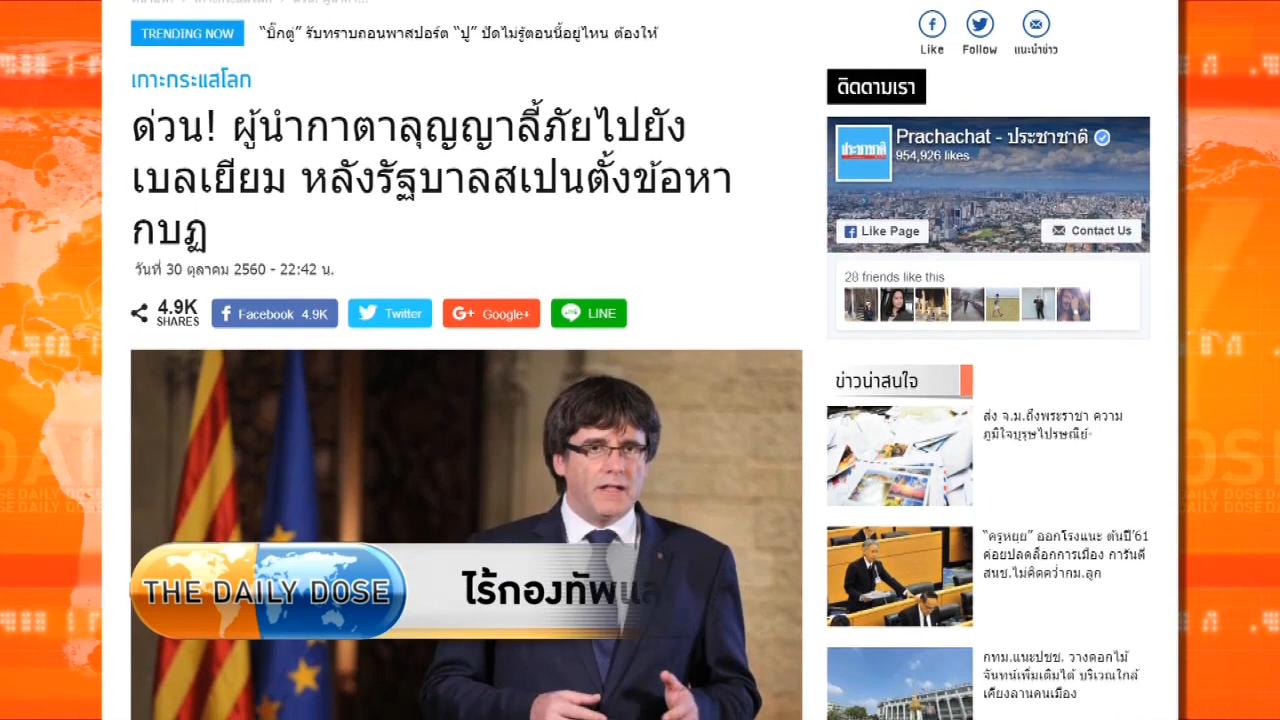 TRENDING NOW
“บิ๊กตู่” รับทราบถอนพาสปอร์ต “ปู” ปัดไม่รู้ตอนนี้อยู่ไหน ต้องให้
Like
Follow
แนะนำข่าว
เกาะกระแสโลก
ด่วน! ผู้นำกาตาลุญญาลี้ภัยไปยัง
เบลเยียม หลังรัฐบาลสเปนตั้งข้อหา
กบฏ
วันที่ 30 ตุลาคม 2560 - 22:42 น.
4.9K
SHARES
Facebook 4.9K
Twitter
Google+
LINE
THE DAILY DOSE
ไร้กองทัพแล
ติดตามเรา
ประชาชาติ
Prachachat - ประชาชาติ
954,926 likes
Like Page
Contact Us
28 friends like this
ข่าวน่าสนใจ
ส่ง จ.ม.ถึงพระราชา ความ
ภูมิใจบุรุษไปรษณีย์
“ครูหยุย” ออกโรงแนะ ต้นปี’61
ค่อยปลดล็อกการเมือง การันตี
สนช.ไม่คิดคว่ำกม.ลูก
กทม.แนะปชช. วางดอกไม้
จันทน์เพิ่มเติมได้ บริเวณใกล้
เคียงลานคนเมือง
DAILY DOSE